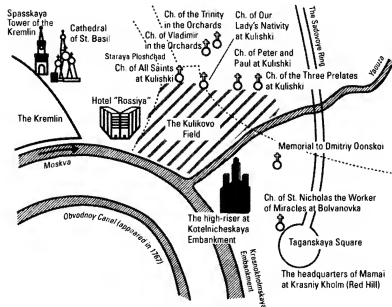 Spasskaya
Tower of the
Kremlin
Cathedral
of St. Basil
Ch. of the Trinity
in the Orchards
Ch. of Vladimir
in the Orchards
Staraya Ploshchad
Ch. of All Saints
at Kulishki
Ch. of Our
Lady's Nativity
at Kulishki
Ch. of Peter and
Paul at Kulishki
Ch. of the Three Prelates
at Kulishki
The Sadovoye Ring
Yauza
Hotel "Rossiya"
The Kremlin
The Kulikovo
Field
Moskva
Memorial to Dmitriy Donskoi
Obvodnoy Canal (appeared in 1767)
The high-riser at
Kotelnicheskaya
Embankment
Krasnokholmskaya
Embankment
Ch. of St. Nicholas the Worker
of Miracles at Bolvanovka
Taganskaya Square
The headquarters of Mamai
at Krasniy Kholm (Red Hill)